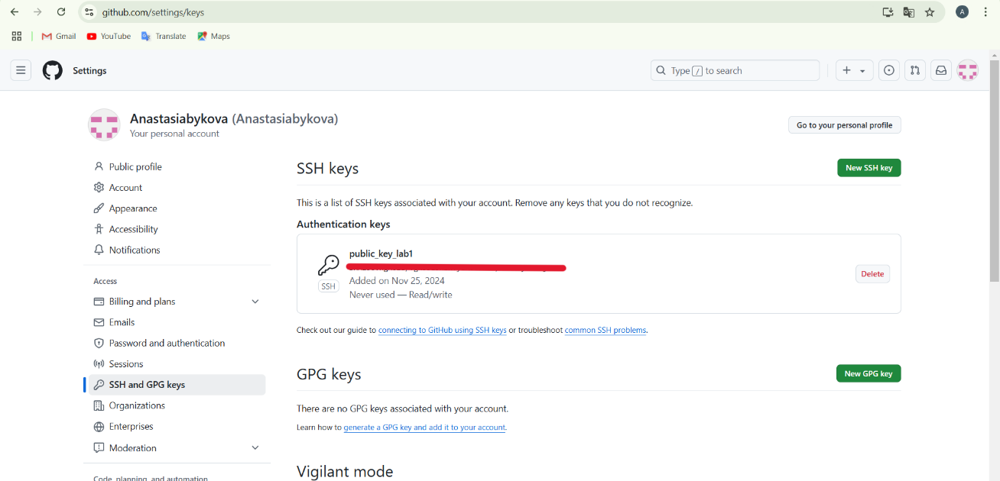 github.com/settings/keys
Gmail YouTube Translate Maps A
Settings Type / to search
Anastasiabykova (Anastasiabykova)
Your personal account
Go to your personal profile
Public profile
Account
Appearance
Accessibility
Notifications
Access
Billing and plans
Emails
Password and authentication
Sessions
SSH and GPG keys
Organizations
Enterprises
Moderation
Code, planning, and automation
SSH keys
New SSH key
This is a list of SSH keys associated with your account. Remove any keys that you do not recognize.
Authentication keys
public_key_lab1
SSH
Added on Nov 25, 2024
Never used — Read/write
Delete
Check out our guide to connecting to GitHub using SSH keys or troubleshoot common SSH problems.
GPG keys
New GPG key
There are no GPG keys associated with your account.
Learn how to generate a GPG key and add it to your account.
Vigilant mode